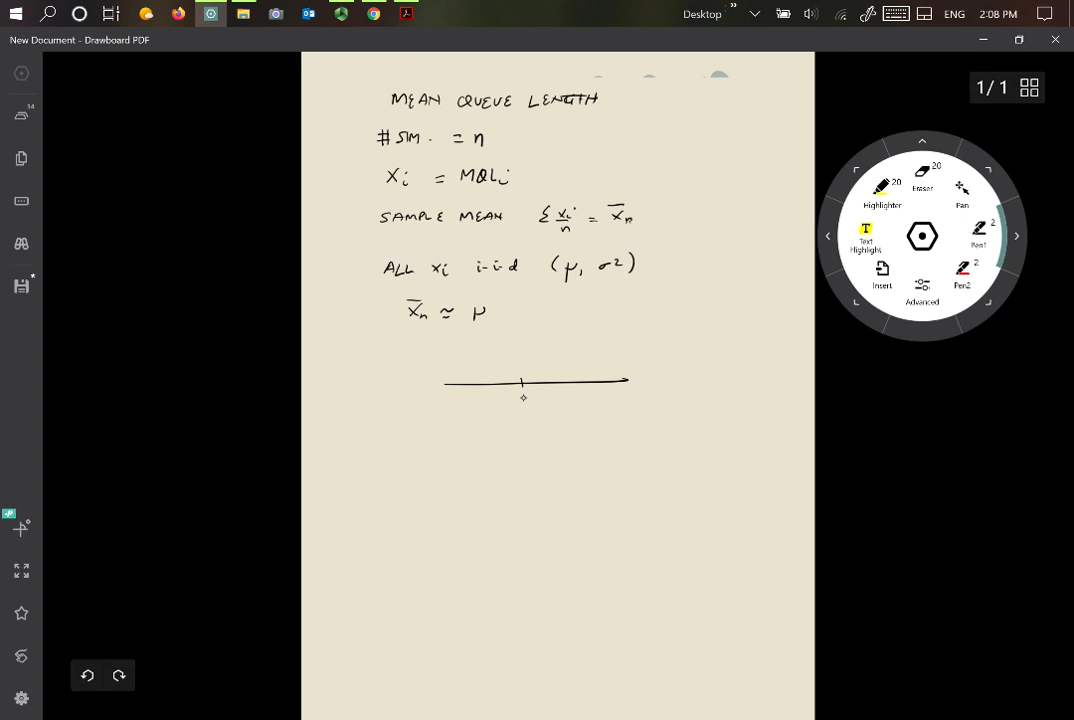 Desktop
ENG
2:08 PM
New Document - Drawboard PDF
1/1
14
MEAN QUEUE LENGTH
#SIM. = n
Xi = MQLi
SAMPLE MEAN Σ xi/n = X̄n
ALL xi i-i-d (μ, σ2)
X̄n ≈ μ
20
Eraser
20
Highlighter
Pan
T
Text Highlight
2
Pen1
Insert
2
Pen2
Advanced